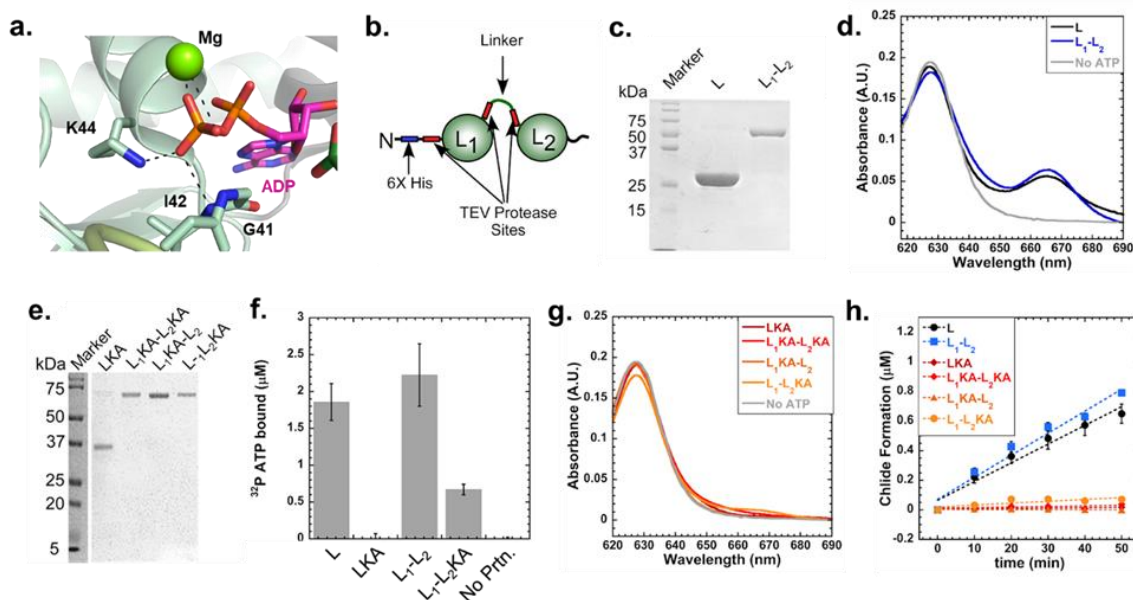 a.
Mg
K44
ADP
I42
G41
b.
Linker
N
L₁
L₂
6X His
TEV Protease
Sites
c.
Marker
L
L₁-L₂
kDa
75
50
37
25
15
d.
0.2
0.15
0.1
0.05
0
Absorbance (A.U.)
L
L₁-L₂
No ATP
620 630 640 650 660 670 680 690
Wavelength (nm)
e.
Marker
LKA
L₁KA-L₂KA
L₁KA-L₂
L-₁L₂KA
kDa
75
50
37
25
20
5
f.
3
2.5
2
1.5
1
0.5
0
³²P ATP bound (µM)
L
LKA
L₁-L₂
L₁-L₂KA
No Prtn.
g.
0.2
0.15
0.1
0.05
0
Absorbance (A.U.)
LKA
L₁KA-L₂KA
L₁KA-L₂
L₁-L₂KA
No ATP
620 630 640 650 660 670 680 690
Wavelength (nm)
h.
1.2
1
0.8
0.6
0.4
0.2
0
-0.2
Chlide Formation (µM)
L
L₁-L₂
LKA
L₁KA-L₂KA
L₁KA-L₂
L₁-L₂KA
0 10 20 30 40 50
time (min)